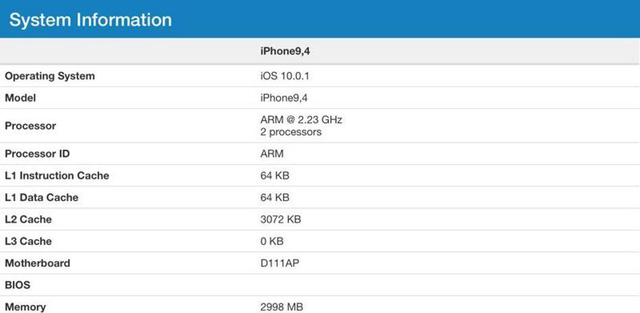 System Information
iPhone9,4
Operating System iOS 10.0.1
Model iPhone9,4
Processor ARM @ 2.23 GHz
2 processors
Processor ID ARM
L1 Instruction Cache 64 KB
L1 Data Cache 64 KB
L2 Cache 3072 KB
L3 Cache 0 KB
Motherboard D111AP
BIOS
Memory 2998 MB